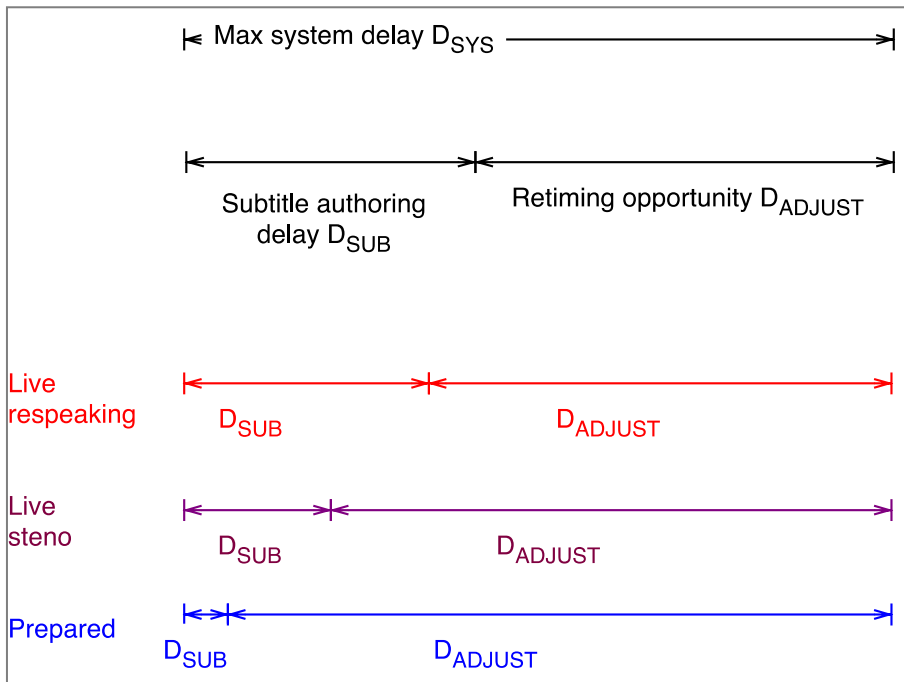 Max system delay DSYS
Subtitle authoring
delay DSUB
Retiming opportunity DADJUST
Live
respeaking
DSUB
DADJUST
Live
steno
DSUB
DADJUST
Prepared
DSUB
DADJUST